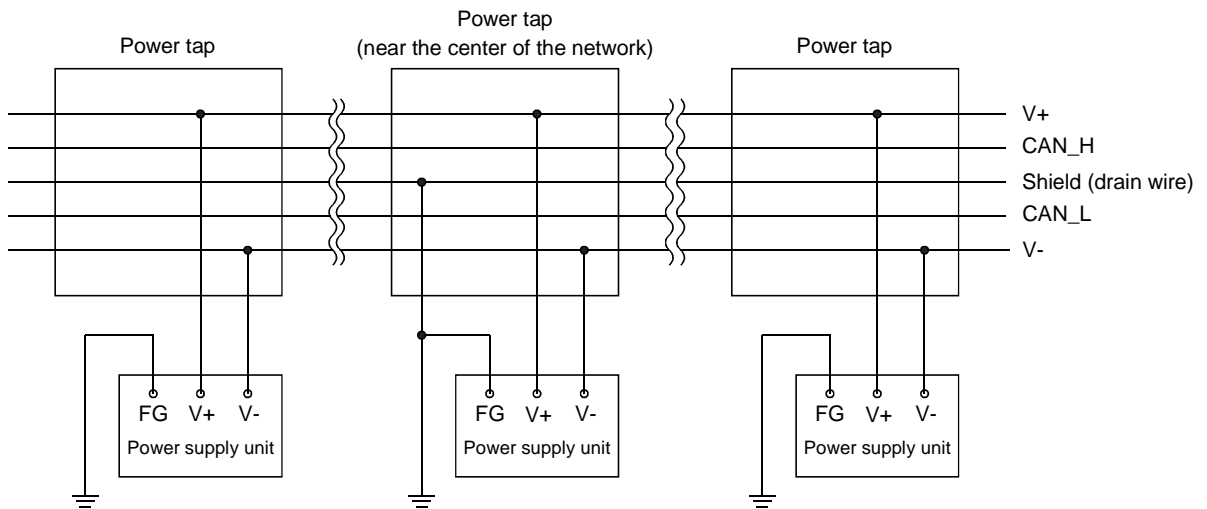 Power tap
Power tap
(near the center of the network)
Power tap
V+
CAN_H
Shield (drain wire)
CAN_L
V-
FG V+ V-
Power supply unit
FG V+ V-
Power supply unit
FG V+ V-
Power supply unit